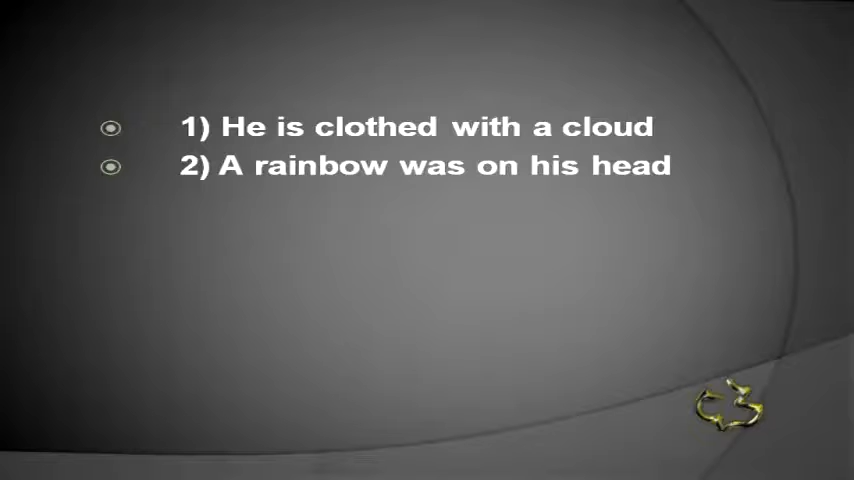 1) He is clothed with a cloud
2) A rainbow was on his head